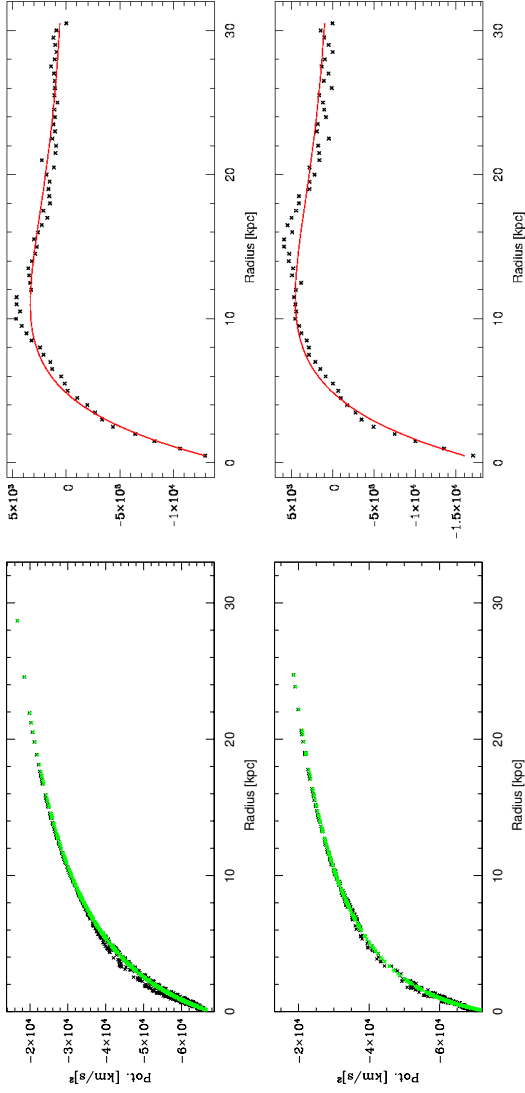 Pot. [km/s]²
−2×10⁴
−3×10⁴
−4×10⁴
−5×10⁴
−6×10⁴
0 10 20 30
Radius [kpc]
5×10³
0
−5×10³
−1×10⁴
0 10 20 30
Radius [kpc]
Pot. [km/s]²
−2×10⁴
−4×10⁴
−6×10⁴
0 10 20 30
Radius [kpc]
5×10³
0
−5×10³
−1×10⁴
−1.5×10⁴
0 10 20 30
Radius [kpc]